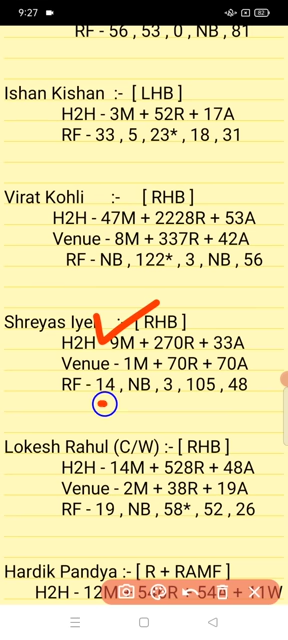 9:27
82
RF - 56 , 53 , 0 , NB , 81
Ishan Kishan :- [ LHB ]
H2H - 3M + 52R + 17A
RF - 33 , 5 , 23* , 18 , 31
Virat Kohli :- [ RHB ]
H2H - 47M + 2228R + 53A
Venue - 8M + 337R + 42A
RF - NB , 122* , 3 , NB , 56
Shreyas Iyer :- [ RHB ]
H2H - 9M + 270R + 33A
Venue - 1M + 70R + 70A
RF - 14 , NB , 3 , 105 , 48
Lokesh Rahul (C/W) :- [ RHB ]
H2H - 14M + 528R + 48A
Venue - 2M + 38R + 19A
RF - 19 , NB , 58* , 52 , 26
Hardik Pandya :- [ R + RAMF ]
H2H - 12M + 54A + 11W